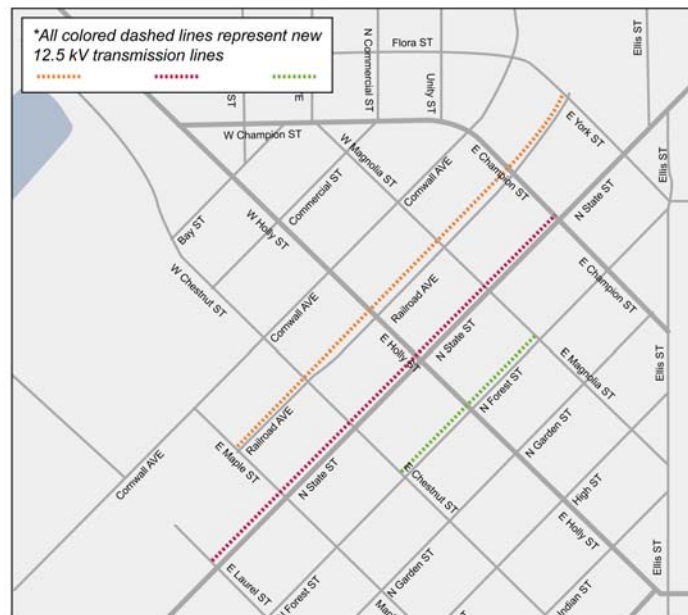 *All colored dashed lines represent new
12.5 kV transmission lines
N Commercial ST
Flora ST
Unity ST
Ellis ST
ST
E
W Champion ST
E York ST
W Magnolia ST
Cornwall AVE
E Champion ST
Ellis ST
Commercial ST
N State ST
Bay ST
W Holly ST
W Chestnut ST
E Champion ST
Railroad AVE
Cornwall AVE
E Holly ST
N State ST
E Magnolia ST
Ellis ST
N Forest ST
Railroad AVE
N Garden ST
Cornwall AVE
E Maple ST
N State ST
E Chestnut ST
High ST
E Holly ST
Ellis ST
E Laurel ST
N Forest ST
N Garden ST
Indian ST